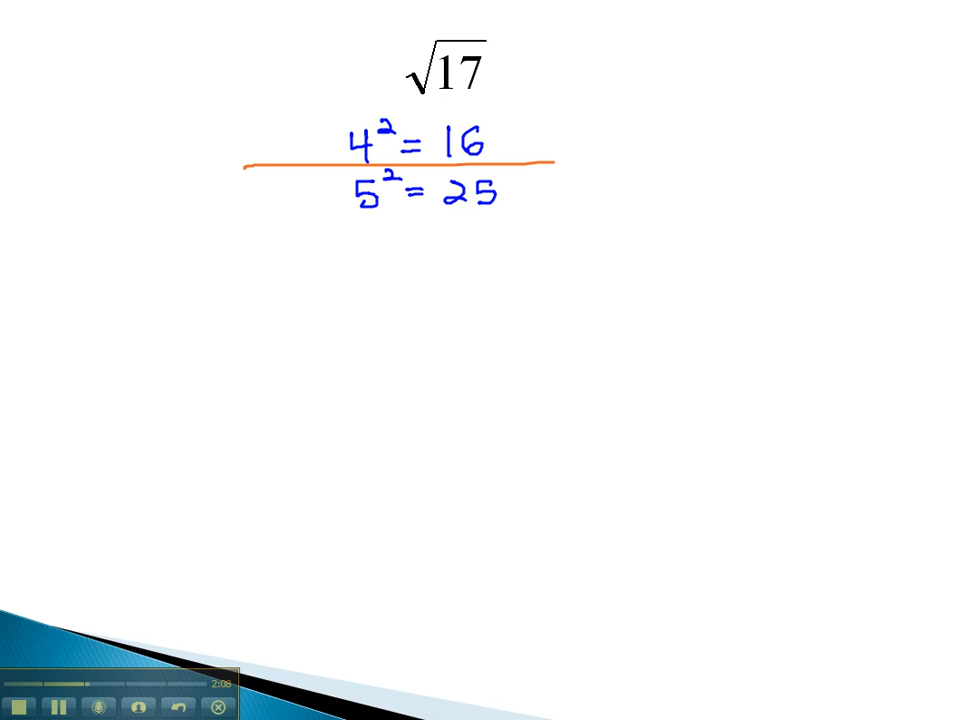 √17
4² = 16
5² = 25
2:08